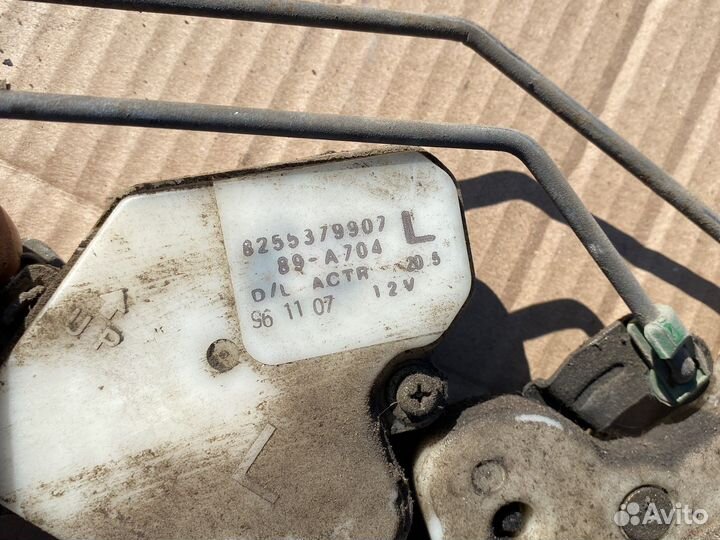 8255379907 L
89-A704
D/L ACTR 20.5
96 11 07 12V
UP
Avito